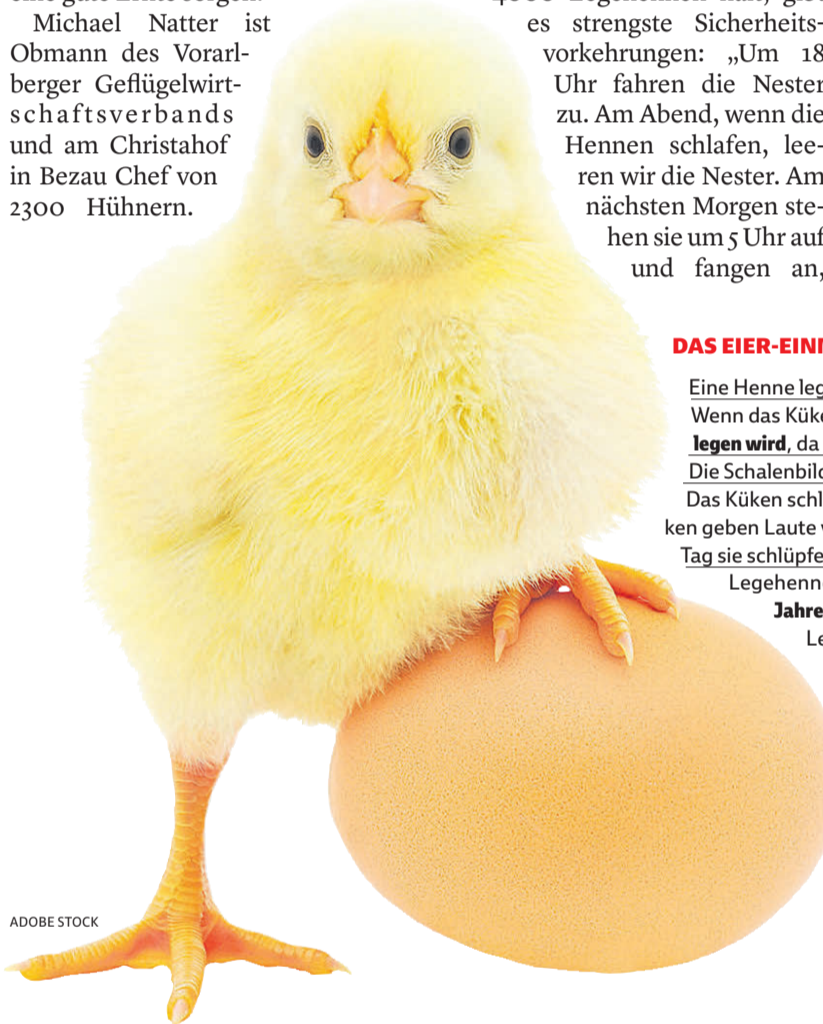 Michael Natter ist
Obmann des Vorarl-
berger Geflügelwirt-
schaftsverbands
und am Christahof
in Bezau Chef von
2300 Hühnern.
es strengste Sicherheits-
vorkehrungen: „Um 18
Uhr fahren die Nester
zu. Am Abend, wenn die
Hennen schlafen, lee-
ren wir die Nester. Am
nächsten Morgen ste-
hen sie um 5 Uhr auf
und fangen an,
DAS EIER-EIN
Eine Henne leg
Wenn das Küke
legen wird, da
Die Schalenbild
Das Küken schl
ken geben Laute
Tag sie schlüpfe
Legehenn
Jahre
Le
ADOBE STOCK